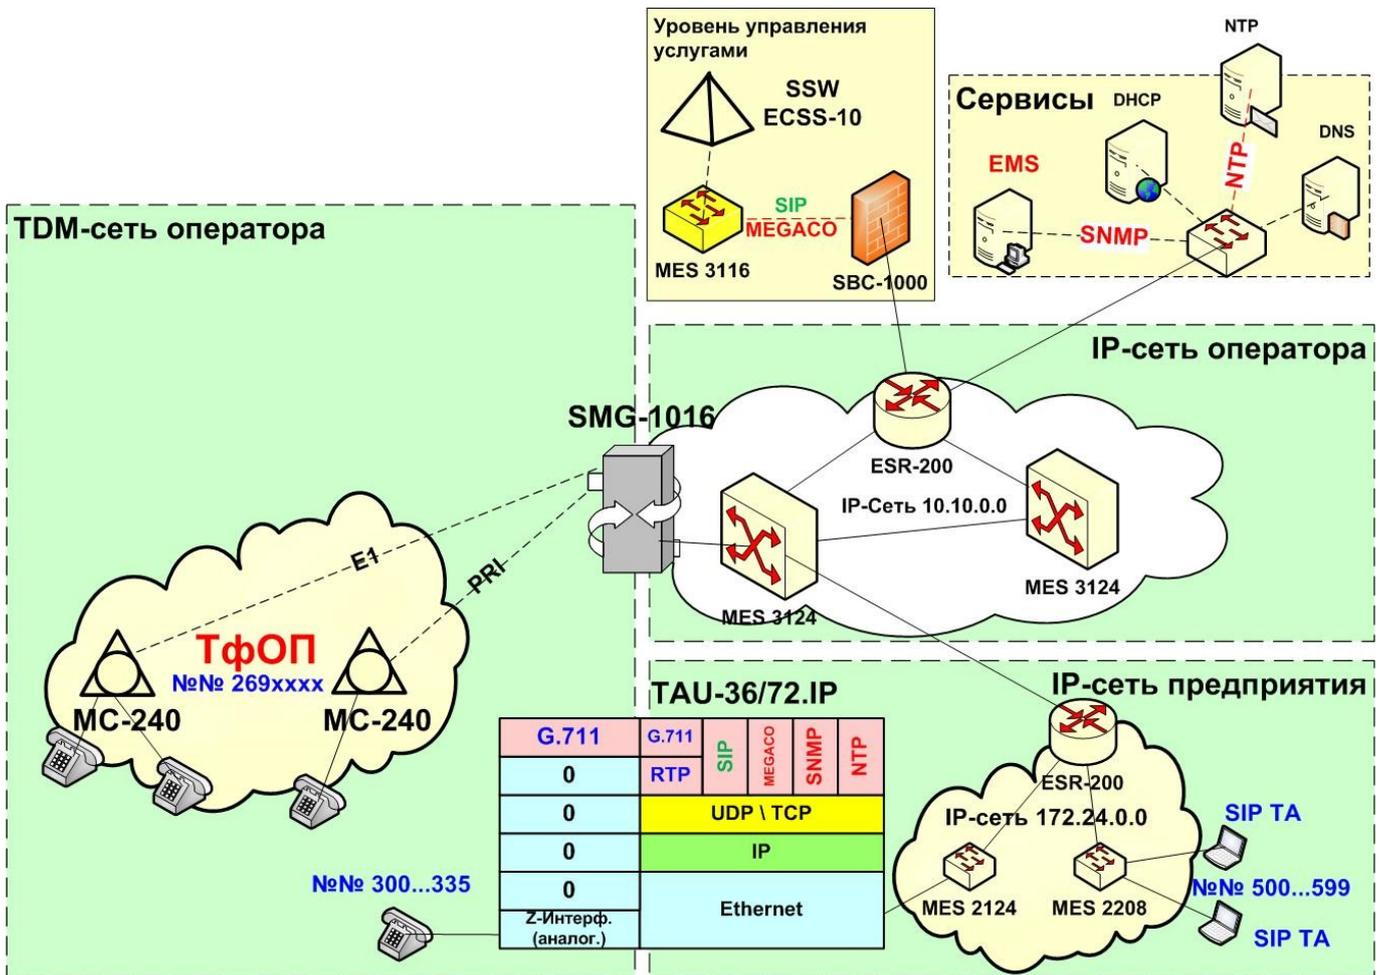 Уровень управления
услугами
SSW
ECSS-10
SIP
MEGACO
MES 3116
SBC-1000
NTP
Сервисы
DHCP
DNS
EMS
NTP
SNMP
TDM-сеть оператора
IP-сеть оператора
SMG-1016
ESR-200
IP-Сеть 10.10.0.0
MES 3124
MES 3124
E1
PRI
ТфОП
№№ 269xxxx
МС-240
МС-240
TAU-36/72.IP
IP-сеть предприятия
G.711
G.711
SIP
MEGACO
SNMP
NTP
0
RTP
0
UDP \ TCP
0
IP
0
Ethernet
Z-Интерф.
(аналог.)
№№ 300...335
ESR-200
IP-сеть 172.24.0.0
SIP TA
MES 2124
MES 2208
№№ 500...599
SIP TA